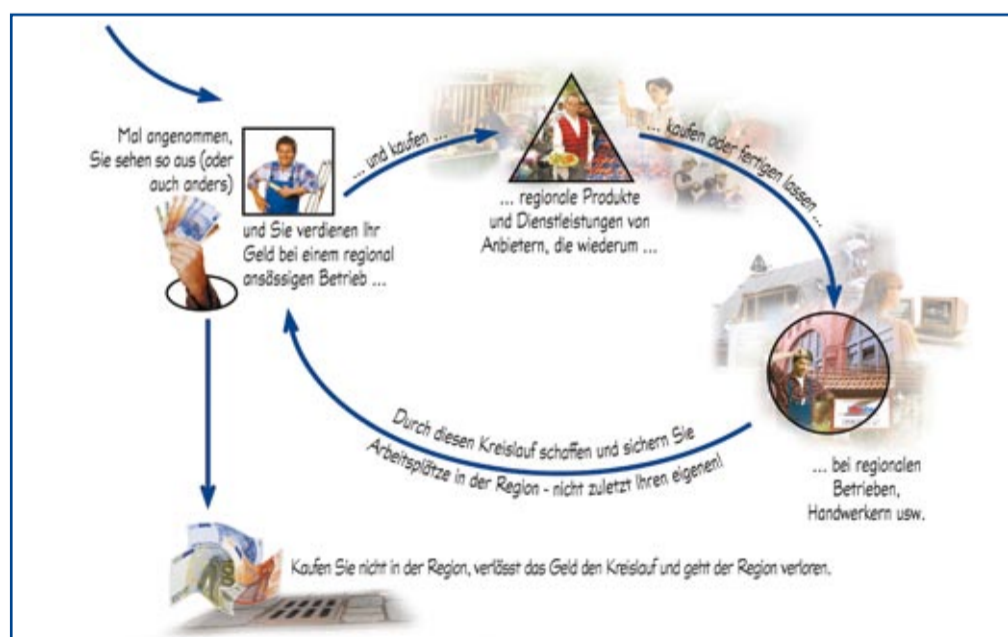 Mal angenommen,
Sie sehen so aus (oder
auch anders)
und Sie verdienen Ihr
Geld bei einem regional
ansässigen Betrieb ...
... und kaufen ...
... regionale Produkte
und Dienstleistungen von
Anbietern, die wiederum ...
... kaufen oder fertigen lassen ...
... bei regionalen
Betrieben,
Handwerkern usw.
Durch diesen Kreislauf schaffen und sichern Sie
Arbeitsplätze in der Region - nicht zuletzt Ihren eigenen!
Kaufen Sie nicht in der Region, verlässt das Geld den Kreislauf und geht der Region verloren.